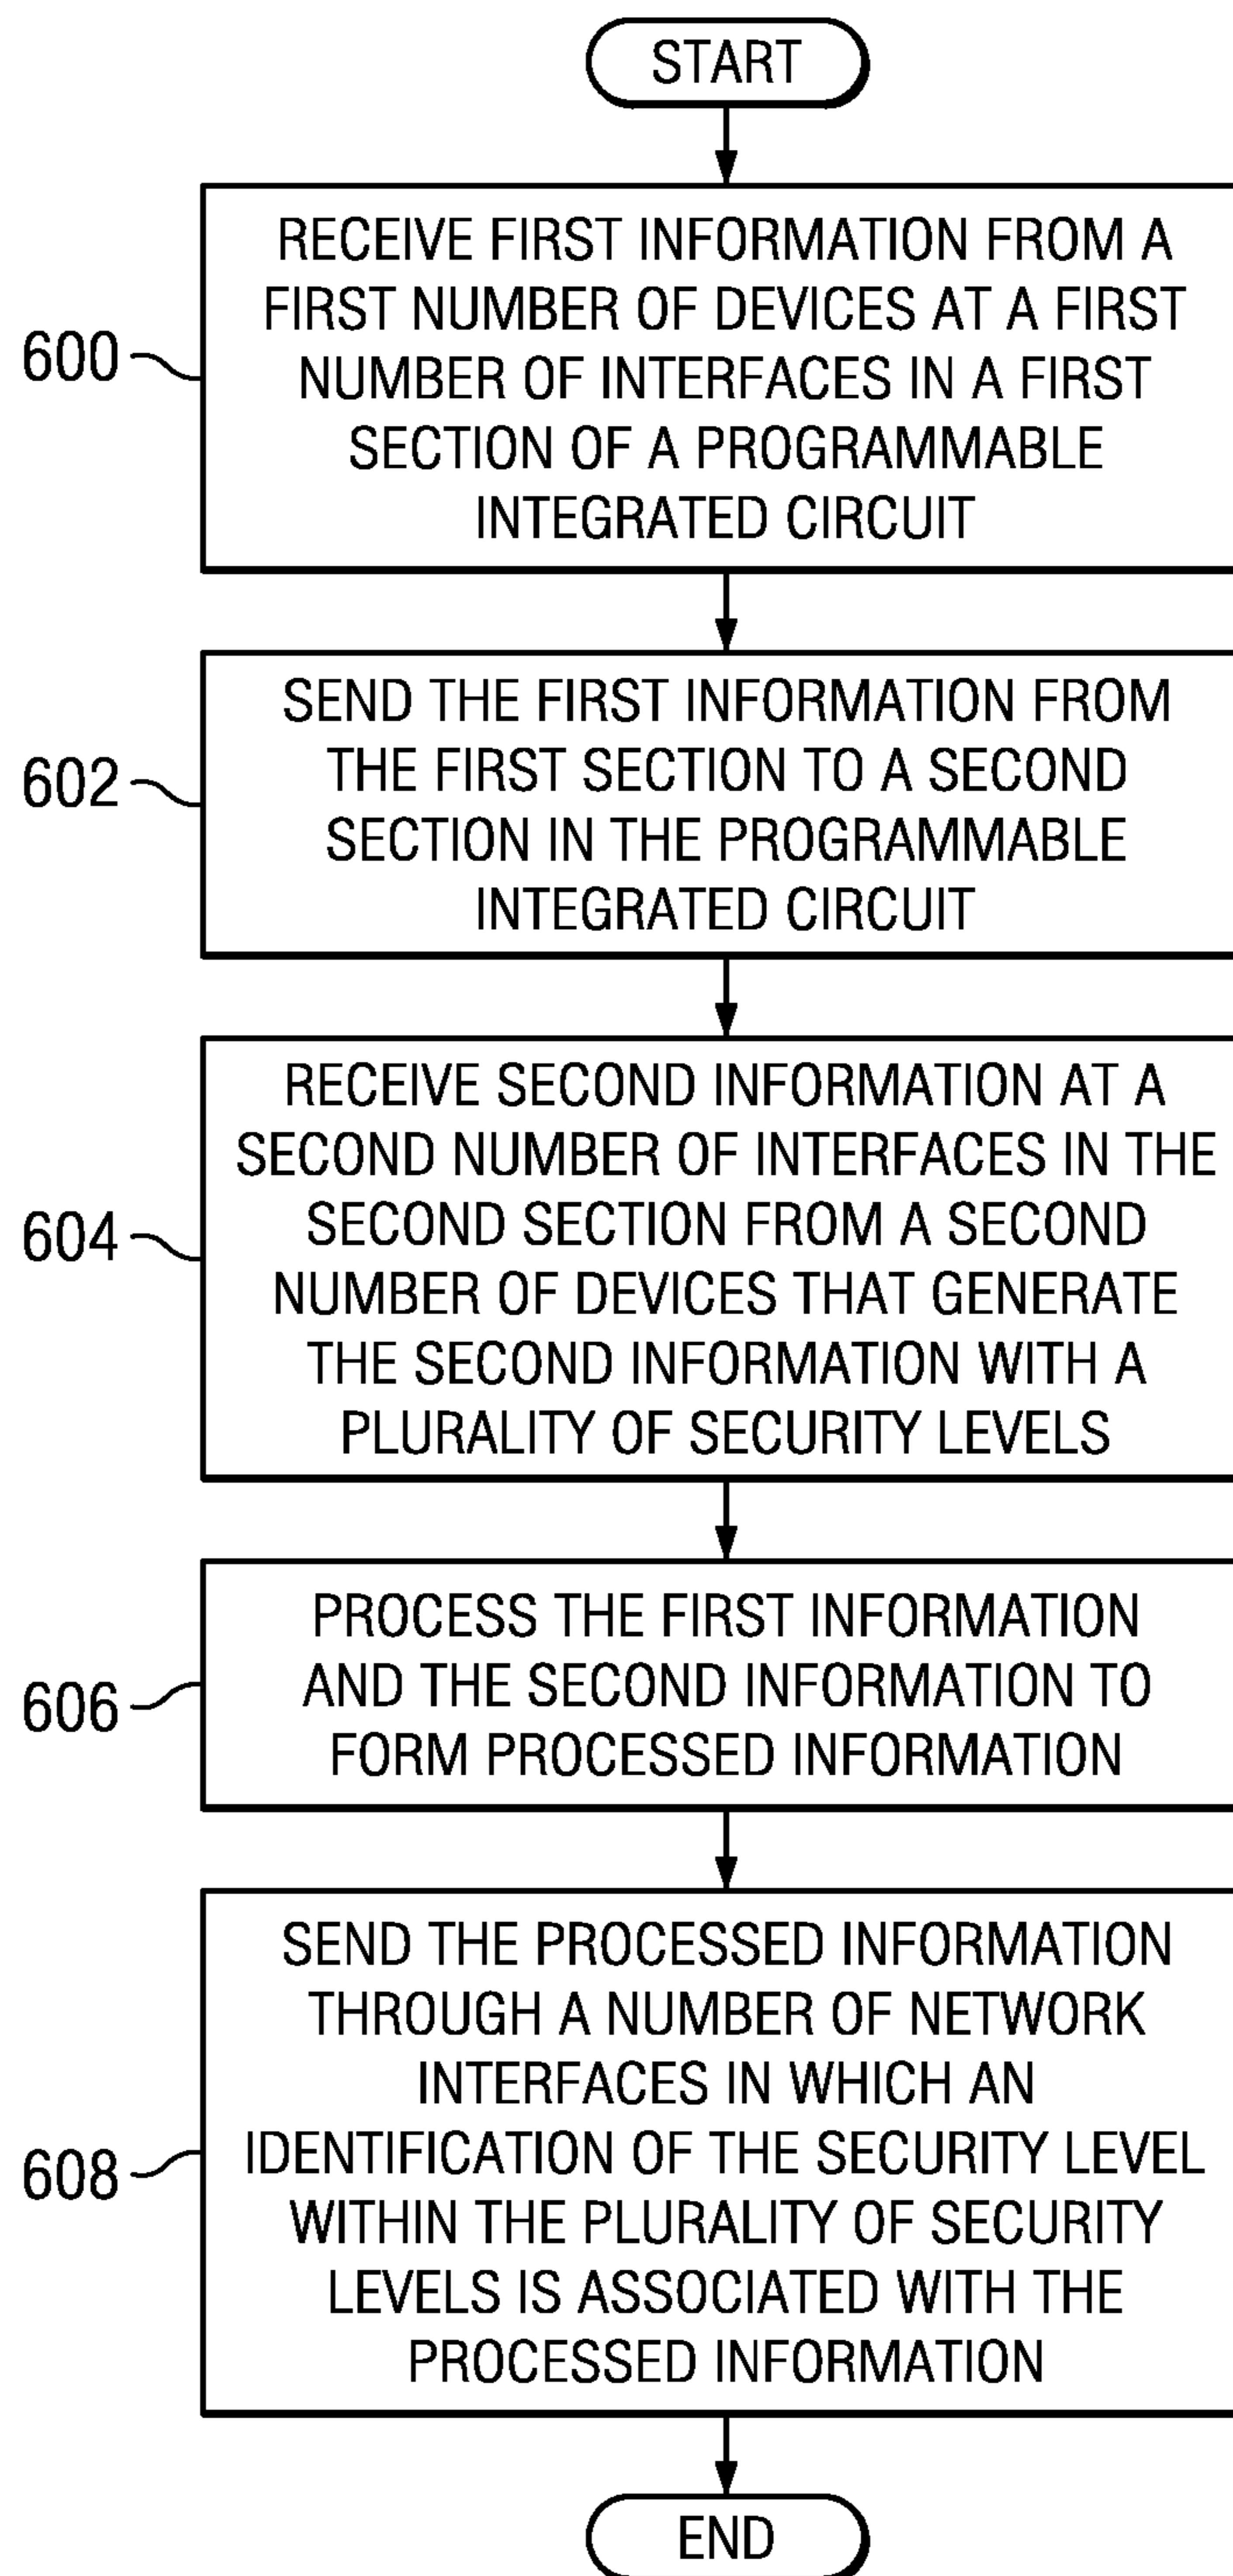 START
RECEIVE FIRST INFORMATION FROM A
FIRST NUMBER OF DEVICES AT A FIRST
NUMBER OF INTERFACES IN A FIRST
SECTION OF A PROGRAMMABLE
INTEGRATED CIRCUIT
600
SEND THE FIRST INFORMATION FROM
THE FIRST SECTION TO A SECOND
SECTION IN THE PROGRAMMABLE
INTEGRATED CIRCUIT
602
RECEIVE SECOND INFORMATION AT A
SECOND NUMBER OF INTERFACES IN THE
SECOND SECTION FROM A SECOND
NUMBER OF DEVICES THAT GENERATE
THE SECOND INFORMATION WITH A
PLURALITY OF SECURITY LEVELS
604
PROCESS THE FIRST INFORMATION
AND THE SECOND INFORMATION TO
FORM PROCESSED INFORMATION
606
SEND THE PROCESSED INFORMATION
THROUGH A NUMBER OF NETWORK
INTERFACES IN WHICH AN
IDENTIFICATION OF THE SECURITY LEVEL
WITHIN THE PLURALITY OF SECURITY
LEVELS IS ASSOCIATED WITH THE
PROCESSED INFORMATION
608
END